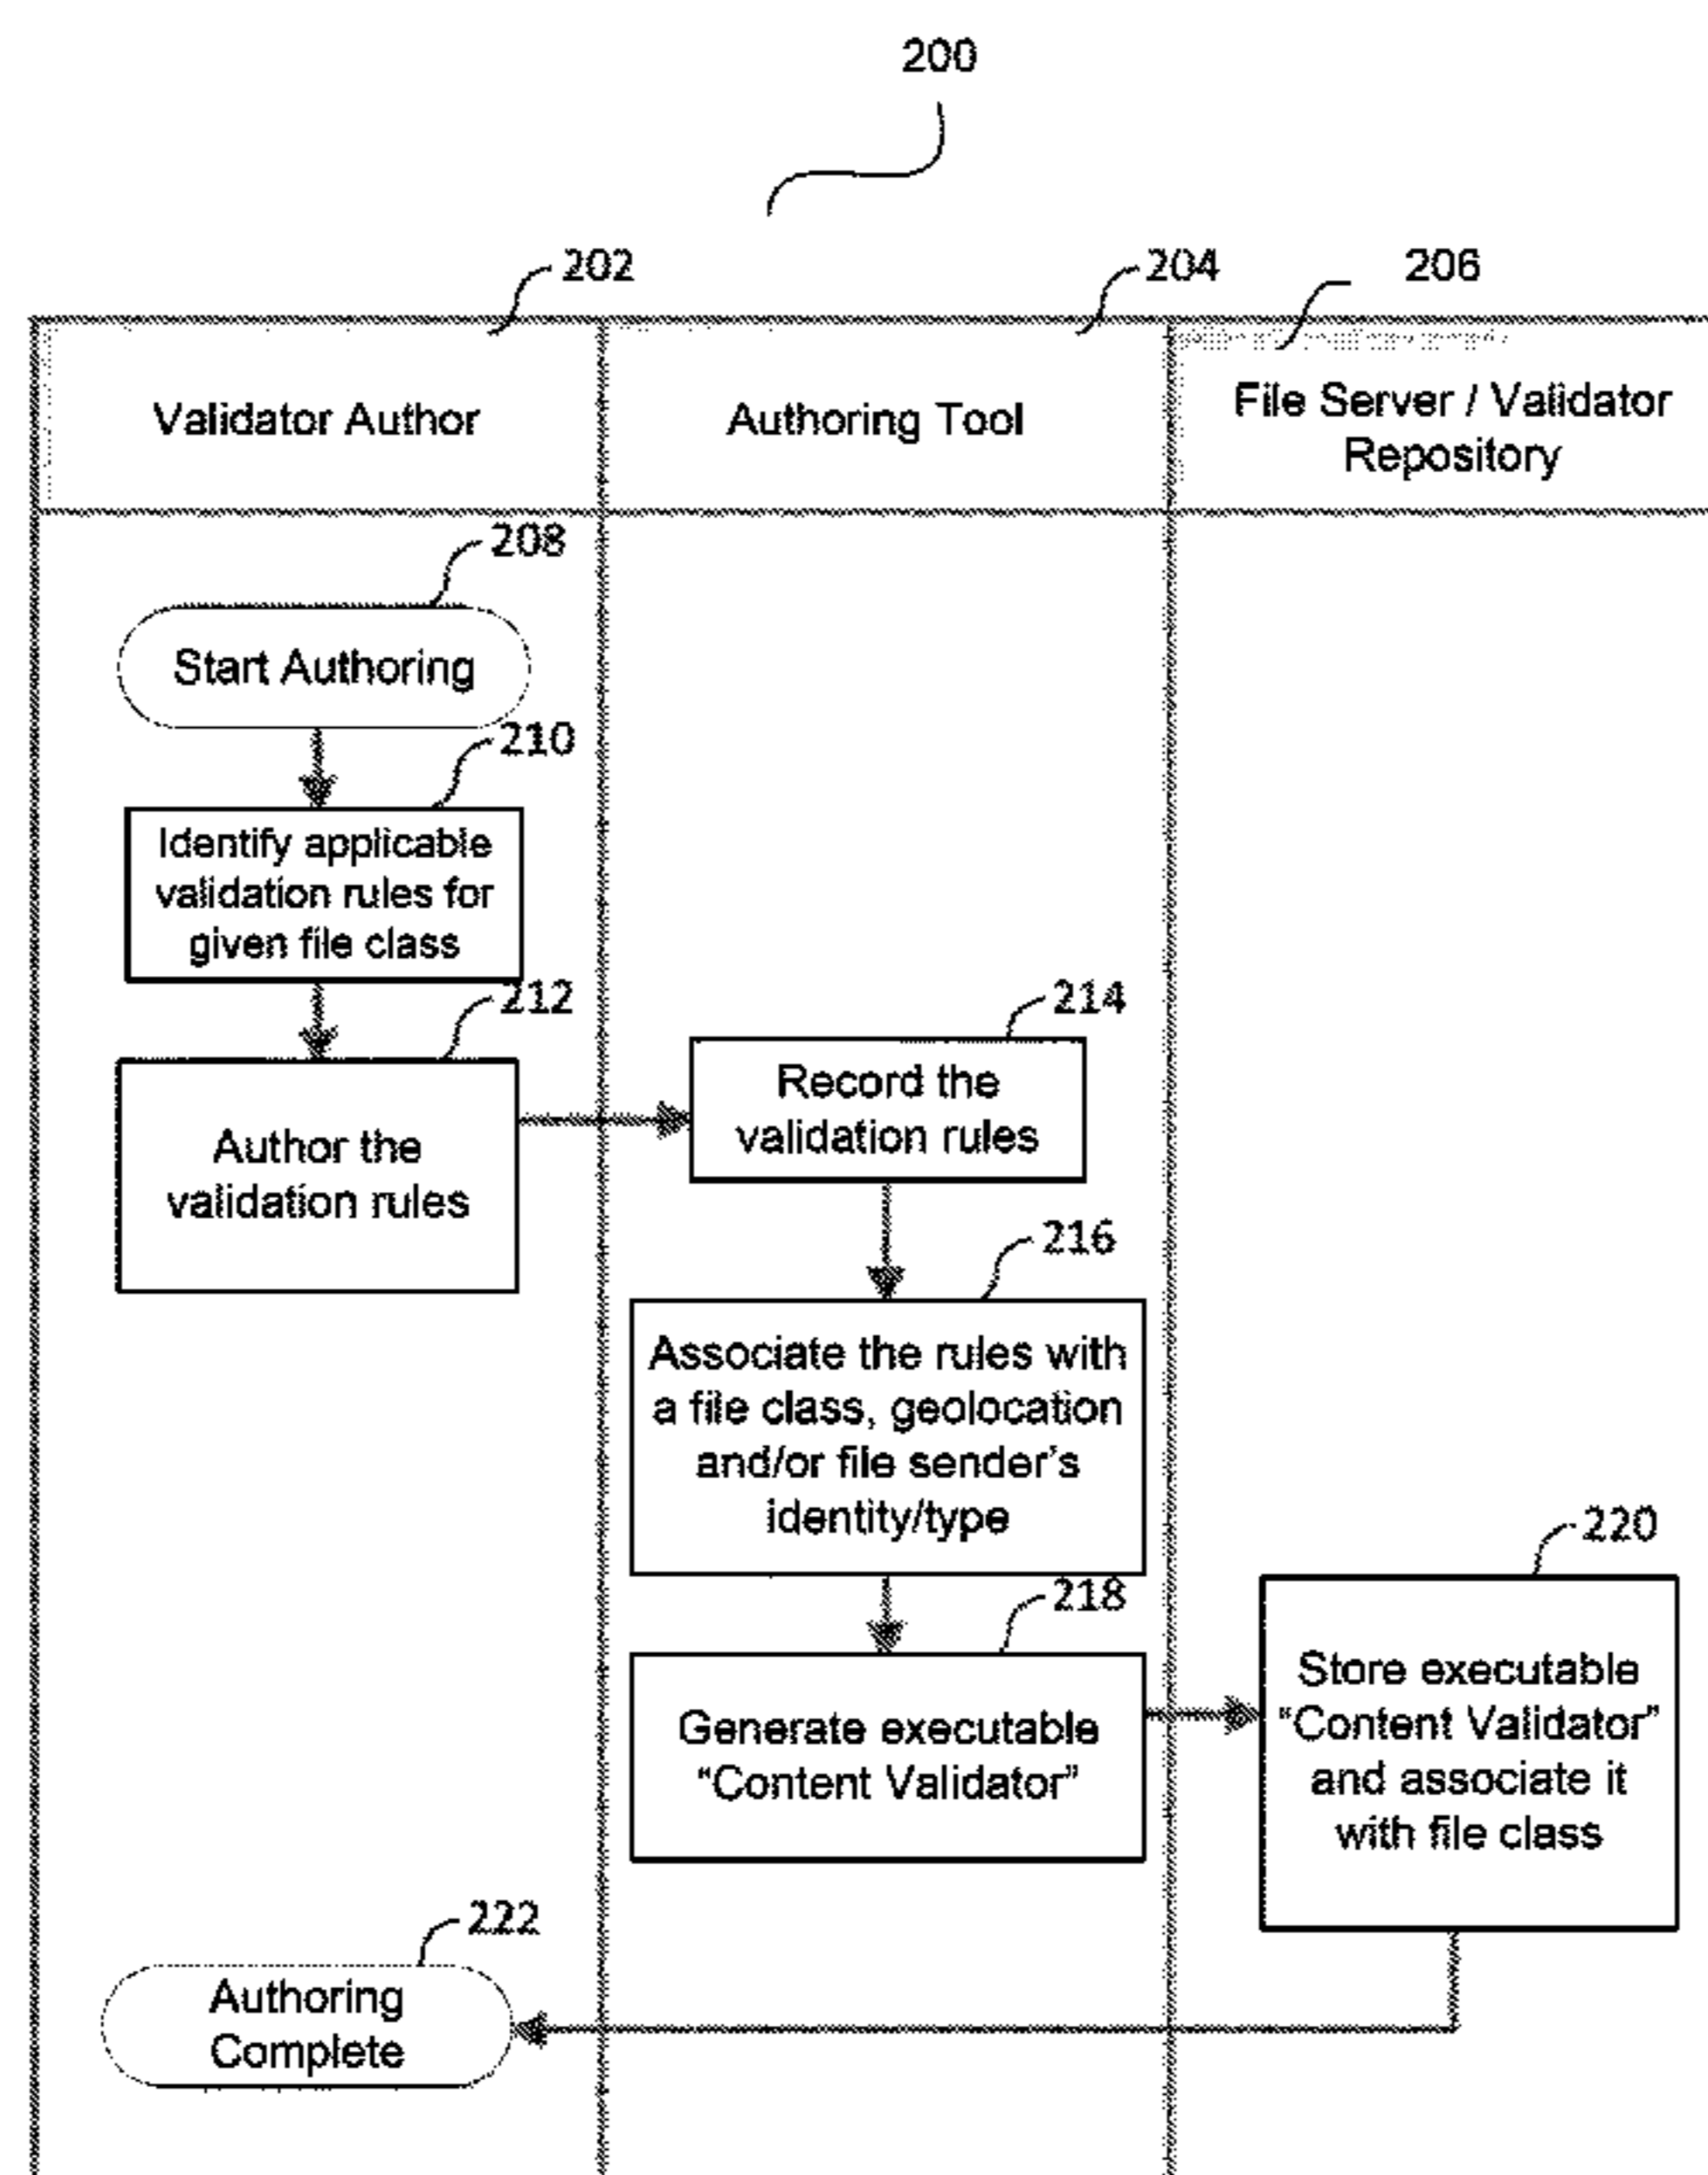 200
202
204
206
Validator Author
Authoring Tool
File Server / Validator
Repository
208
Start Authoring
210
Identify applicable
validation rules for
given file class
212
Author the
validation rules
214
Record the
validation rules
216
Associate the rules with
a file class, geolocation
and/or file sender's
identity/type
218
Generate executable
“Content Validator”
220
Store executable
“Content Validator”
and associate it
with file class
222
Authoring
Complete